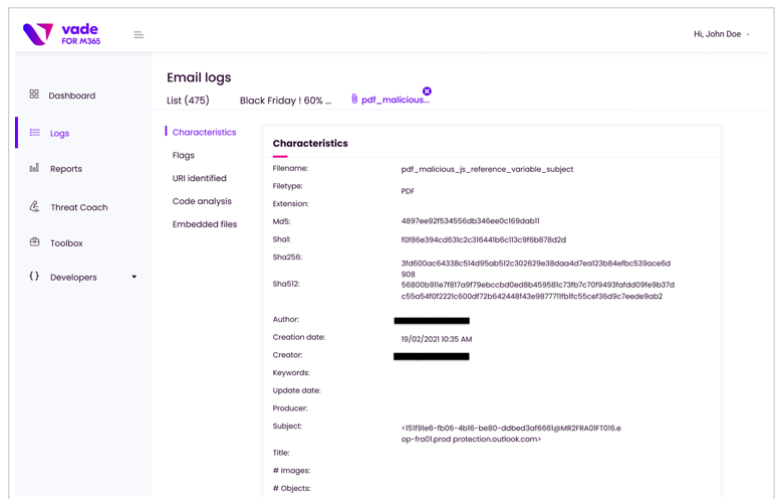 vade
FOR M365
Hi, John Doe
Email logs
List (475) Black Friday ! 60% ... pdf_malicious...
Dashboard
Logs
Reports
Threat Coach
Toolbox
Developers
Characteristics
Flags
URI identified
Code analysis
Embedded files
Characteristics
Filename: pdf_malicious_js_reference_variable_subject
Filetype: PDF
Extension:
Md5: 4897ee92f534556db346ee0c169dab11
Sha1: f0f86e394cd631c2c316441b6c113c9f6b878d2d
Sha256: 3fd600ac64338c514d95ab512c302629e38daa4d7ea123b84efbc539ace6d
908
Sha512: 56800b911e7f817a9f79ebccbd0ed8b459581c73fb7c70f9493fafdd09fe9b37d
c55a54f0f2221c600df72b642448f43e9877711fb1fc55cef36d9c7eede9ab2
Author:
Creation date: 19/02/2021 10:35 AM
Creator:
Keywords:
Update date:
Producer:
Subject: <151f91e6-fb06-4b16-be80-ddbed3af6661@MR2FRA01FT016.e
op-fra01.prod protection.outlook.com>
Title:
# Images:
# Objects: